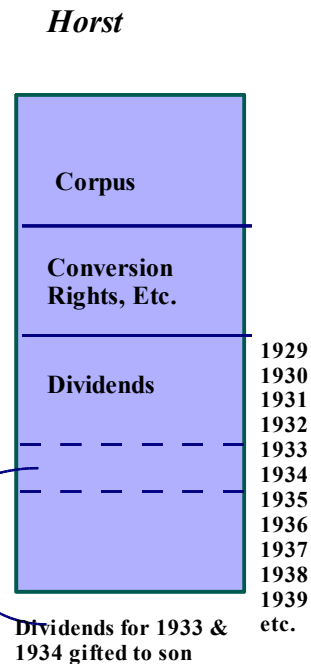 Horst
Corpus
Conversion
Rights, Etc.
Dividends
1929
1930
1931
1932
1933
1934
1935
1936
1937
1938
1939
etc.
Dividends for 1933 &
1934 gifted to son